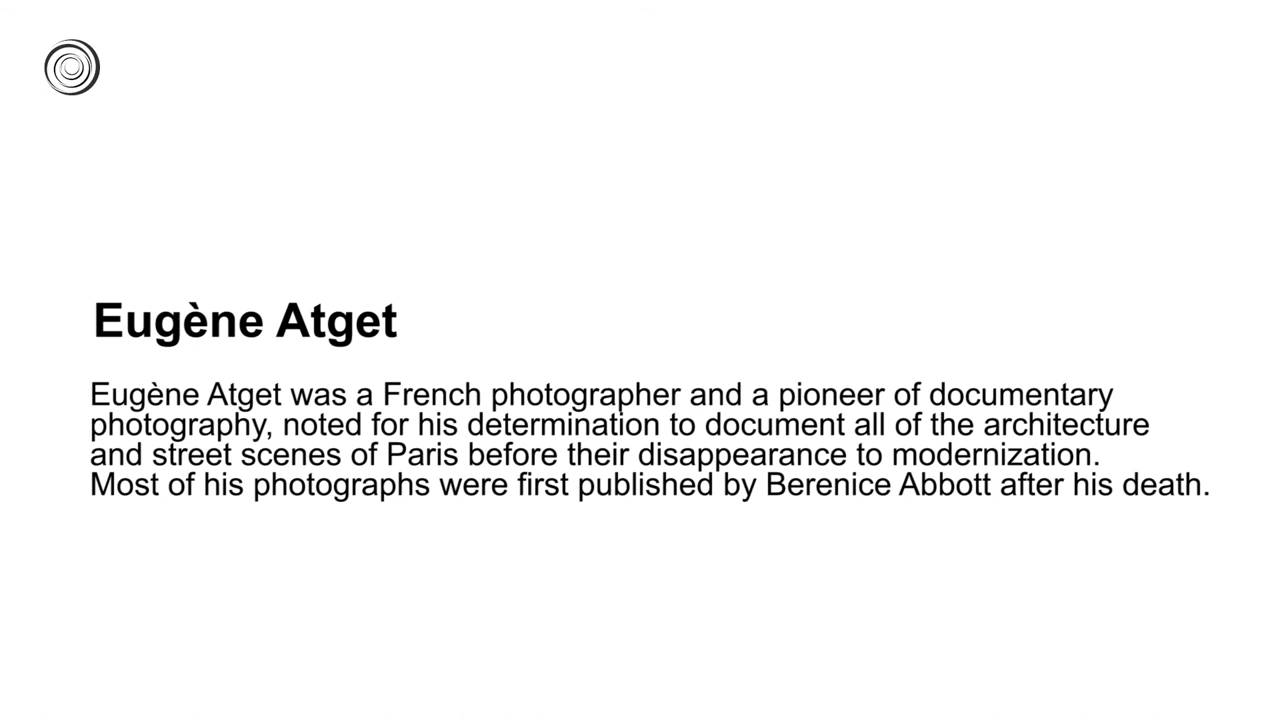 Eugène Atget
Eugène Atget was a French photographer and a pioneer of documentary
photography, noted for his determination to document all of the architecture
and street scenes of Paris before their disappearance to modernization.
Most of his photographs were first published by Berenice Abbott after his death.